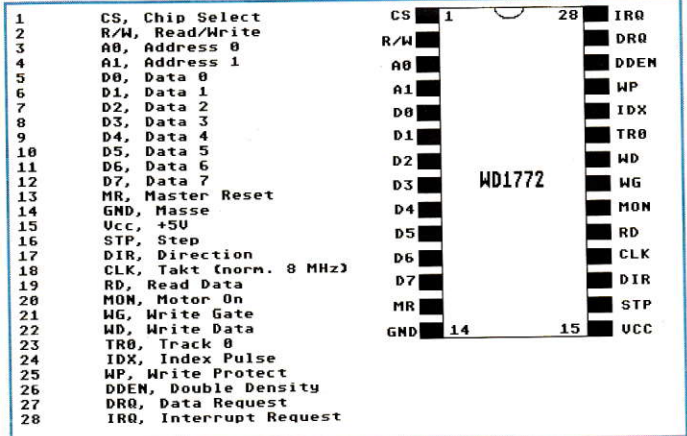 1 CS, Chip Select
2 R/W, Read/Write
3 A0, Address 0
4 A1, Address 1
5 D0, Data 0
6 D1, Data 1
7 D2, Data 2
8 D3, Data 3
9 D4, Data 4
10 D5, Data 5
11 D6, Data 6
12 D7, Data 7
13 MR, Master Reset
14 GND, Masse
15 Vcc, +5V
16 STP, Step
17 DIR, Direction
18 CLK, Takt (norm. 8 MHz)
19 RD, Read Data
20 MON, Motor On
21 WG, Write Gate
22 WD, Write Data
23 TR0, Track 0
24 IDX, Index Pulse
25 WP, Write Protect
26 DDEN, Double Density
27 DRQ, Data Request
28 IRQ, Interrupt Request
CS 1 28 IRQ
R/W DRQ
A0 DDEN
A1 WP
D0 IDX
D1 TR0
D2 WD
D3 WD1772 WG
D4 MON
D5 RD
D6 CLK
D7 DIR
MR STP
GND 14 15 VCC